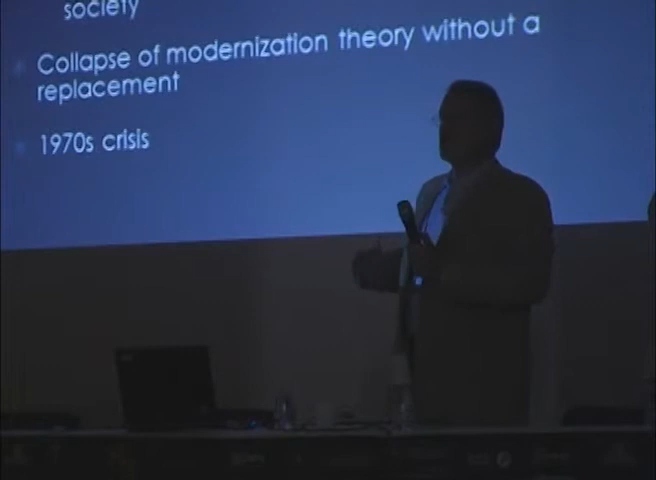 society
Collapse of modernization theory without a
replacement
1970s crisis